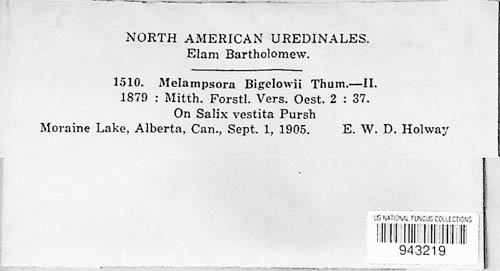 NORTH AMERICAN UREDINALES.
Elam Bartholomew.
1510. Melampsora Bigelowii Thum.—II.
1879 : Mitth. Forstl. Vers. Oest. 2 : 37.
On Salix vestita Pursh
Moraine Lake, Alberta, Can., Sept. 1, 1905. E. W. D. Holway
US NATIONAL FUNGUS COLLECTIONS
943219